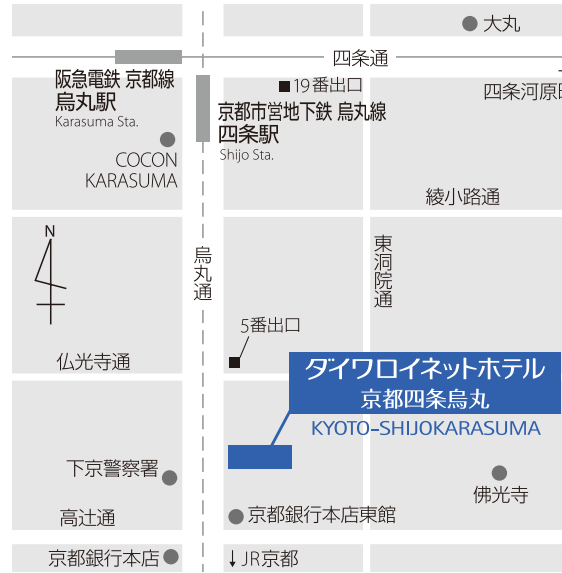 大丸
四条通
阪急電鉄 京都線
烏丸駅
Karasuma Sta.
19番出口
四条河原
京都市営地下鉄 烏丸線
四条駅
Shijo Sta.
COCON
KARASUMA
綾小路通
N
烏丸通
東洞院通
5番出口
仏光寺通
ダイワロイネットホテル
京都四条烏丸
KYOTO-SHIJOKARASUMA
下京警察署
佛光寺
高辻通
京都銀行本店東館
京都銀行本店
↓JR京都